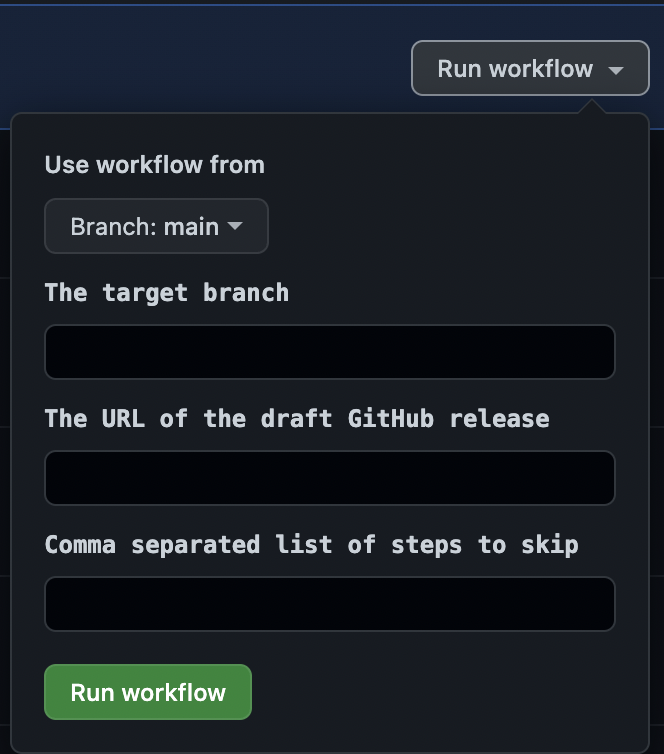 Run workflow
Use workflow from
Branch: main
The target branch
The URL of the draft GitHub release
Comma separated list of steps to skip
Run workflow